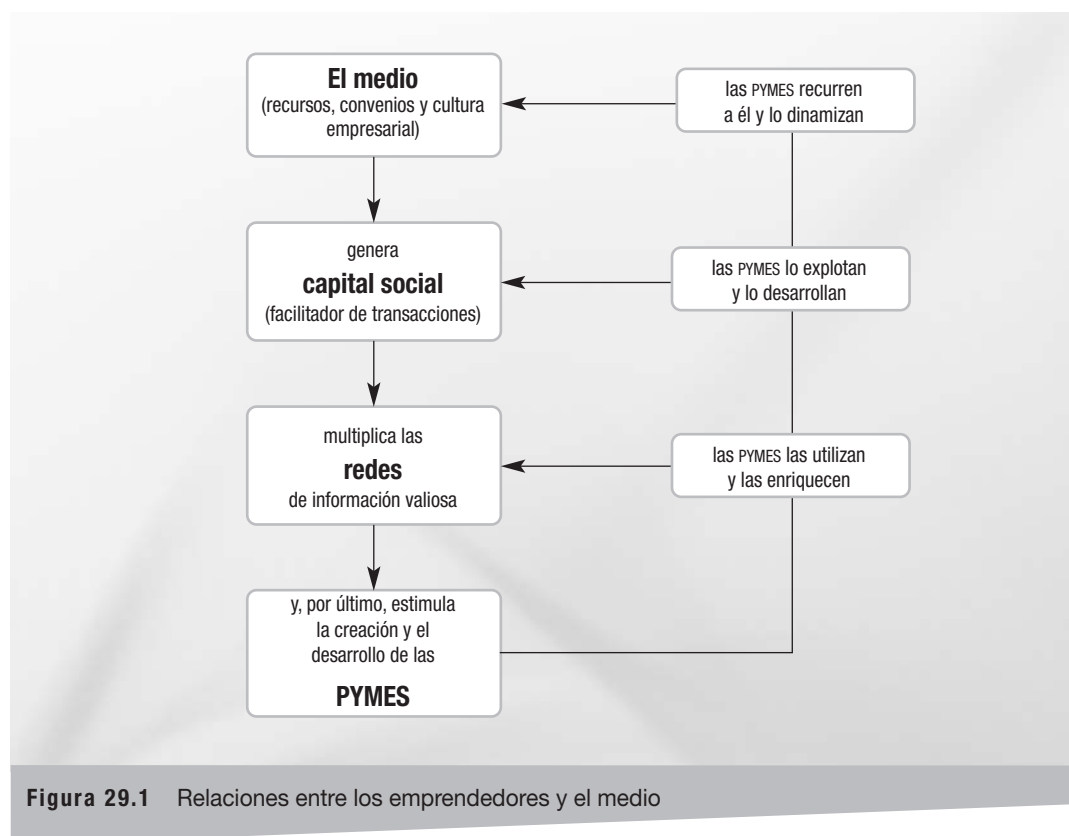 El medio
(recursos, convenios y cultura
empresarial)
las PYMES recurren
a él y lo dinamizan
genera
capital social
(facilitador de transacciones)
las PYMES lo explotan
y lo desarrollan
multiplica las
redes
de información valiosa
las PYMES las utilizan
y las enriquecen
y, por último, estimula
la creación y el
desarrollo de las
PYMES
Figura 29.1 Relaciones entre los emprendedores y el medio